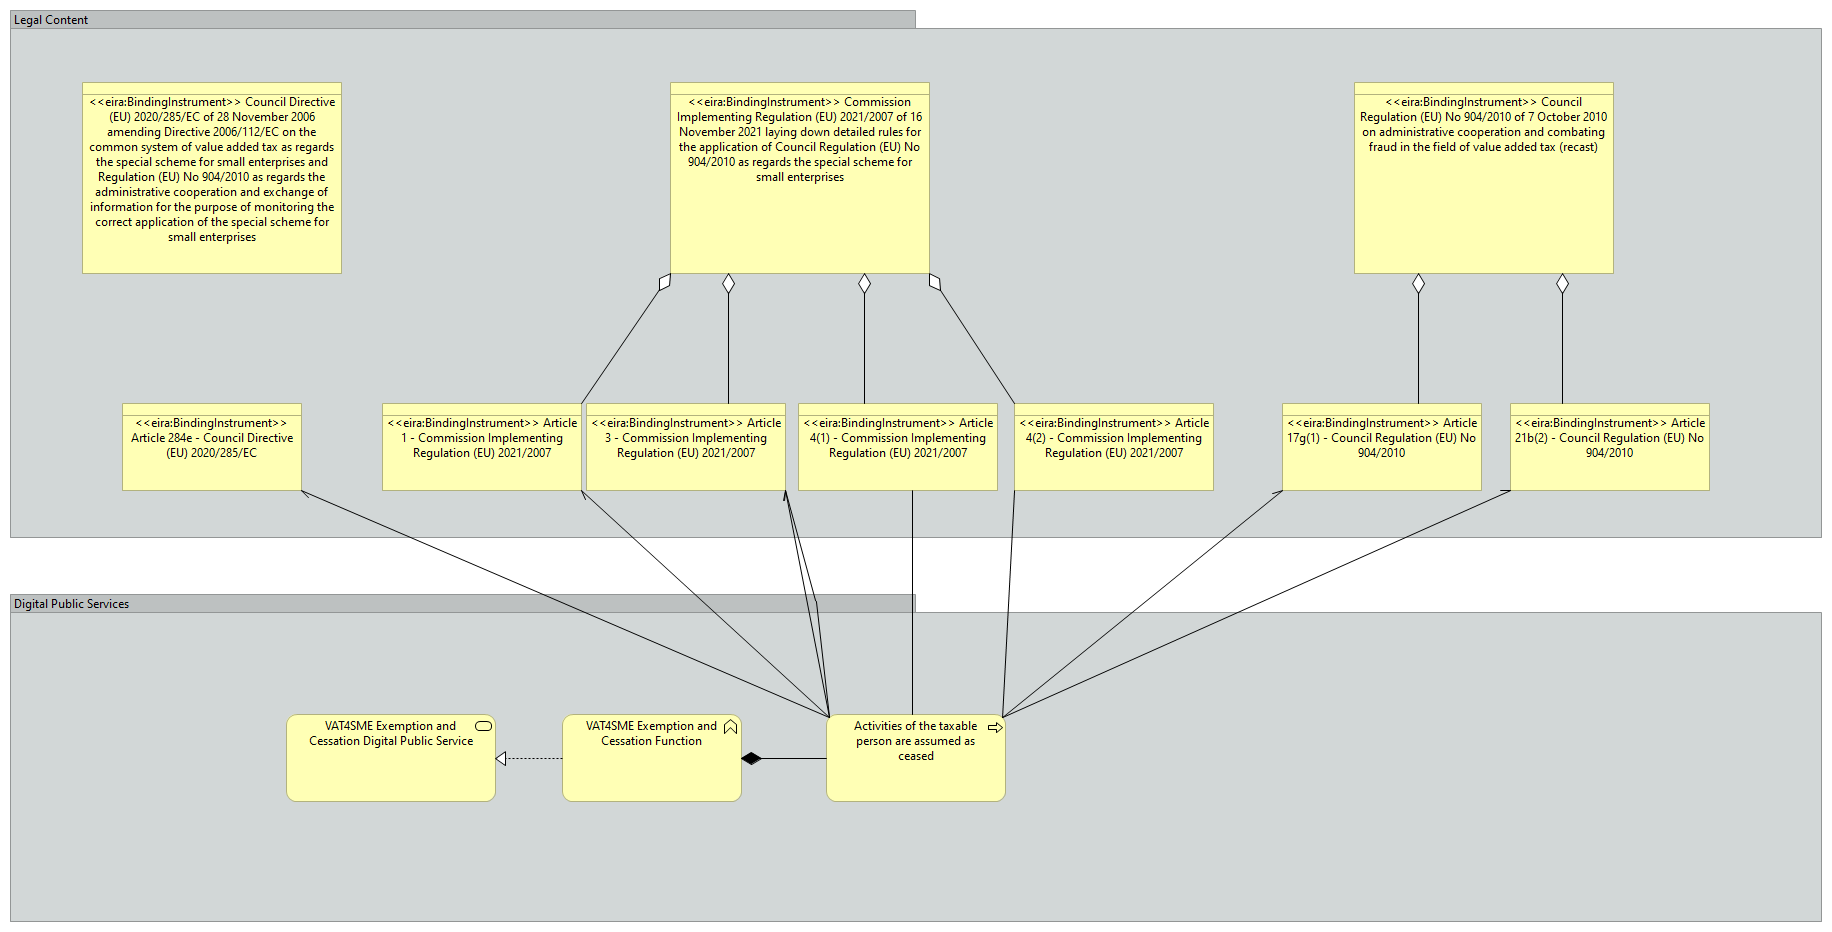 Legal Content
<<eira:BindingInstrument>> Council Directive
(EU) 2020/285/EC of 28 November 2006
amending Directive 2006/112/EC on the
common system of value added tax as regards
the special scheme for small enterprises and
Regulation (EU) No 904/2010 as regards the
administrative cooperation and exchange of
information for the purpose of monitoring the
correct application of the special scheme for
small enterprises
<<eira:BindingInstrument>> Commission
Implementing Regulation (EU) 2021/2007 of 16
November 2021 laying down detailed rules for
the application of Council Regulation (EU) No
904/2010 as regards the special scheme for
small enterprises
<<eira:BindingInstrument>> Council
Regulation (EU) No 904/2010 of 7 October 2010
on administrative cooperation and combating
fraud in the field of value added tax (recast)
<<eira:BindingInstrument>>
Article 284e - Council Directive
(EU) 2020/285/EC
<<eira:BindingInstrument>> Article
1 - Commission Implementing
Regulation (EU) 2021/2007
<<eira:BindingInstrument>> Article
3 - Commission Implementing
Regulation (EU) 2021/2007
<<eira:BindingInstrument>> Article
4(1) - Commission Implementing
Regulation (EU) 2021/2007
<<eira:BindingInstrument>> Article
4(2) - Commission Implementing
Regulation (EU) 2021/2007
<<eira:BindingInstrument>> Article
17g(1) - Council Regulation (EU) No
904/2010
<<eira:BindingInstrument>> Article
21b(2) - Council Regulation (EU) No
904/2010
Digital Public Services
VAT4SME Exemption and
Cessation Digital Public Service
VAT4SME Exemption and
Cessation Function
Activities of the taxable
person are assumed as
ceased